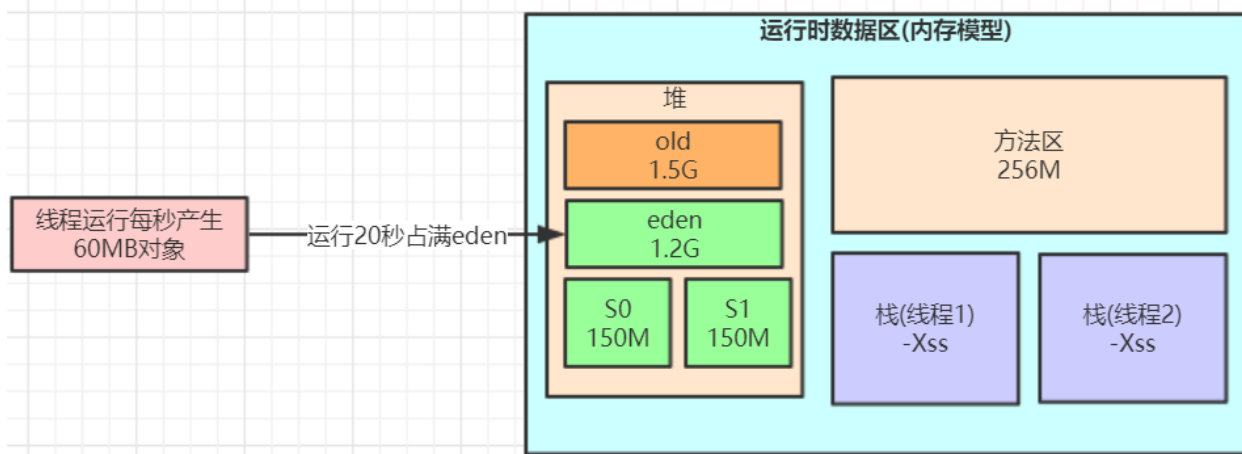 线程运行每秒产生
60MB对象
运行20秒占满eden
运行时数据区(内存模型)
堆
old
1.5G
eden
1.2G
S0
150M
S1
150M
方法区
256M
栈(线程1)
-Xss
栈(线程2)
-Xss